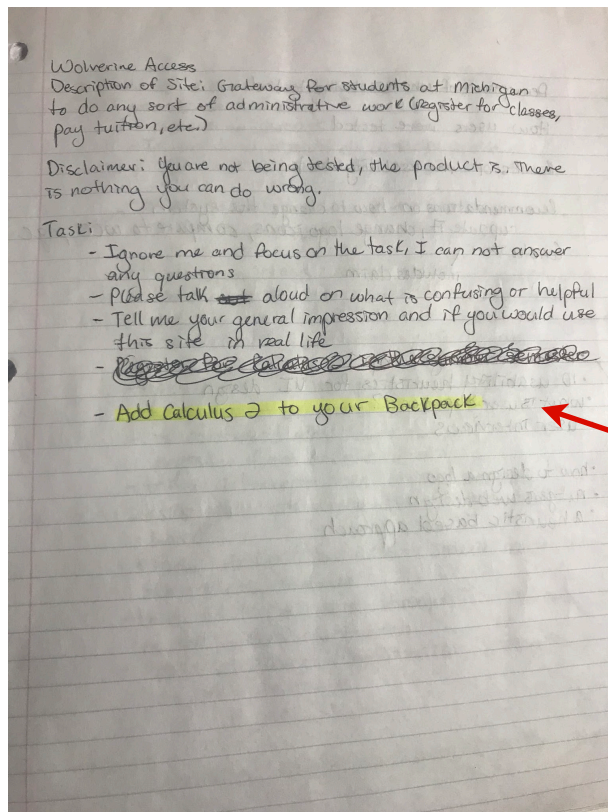 Wolverine Access
Description of Site: Gateway for students at Michigan
to do any sort of administrative work (register for classes,
pay tuition, etc.)
Disclaimer: You are not being tested, the product is. There
is nothing you can do wrong.
Task:
- Ignore me and focus on the task, I can not answer
any questions
- Please talk out aloud on what is confusing or helpful
- Tell me your general impression and if you would use
this site in real life
-
- Add Calculus 2 to your Backpack